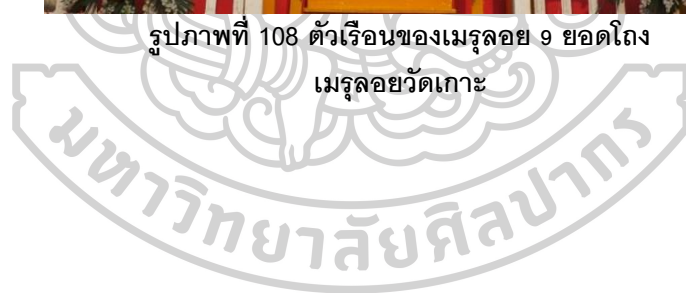 รูปภาพที่ 108 ตัวเรือนของเมรุลอย 9 ยอดโถง
เมรุลอยวัดเกาะ
มหาวิทยาลัยศิลปากร